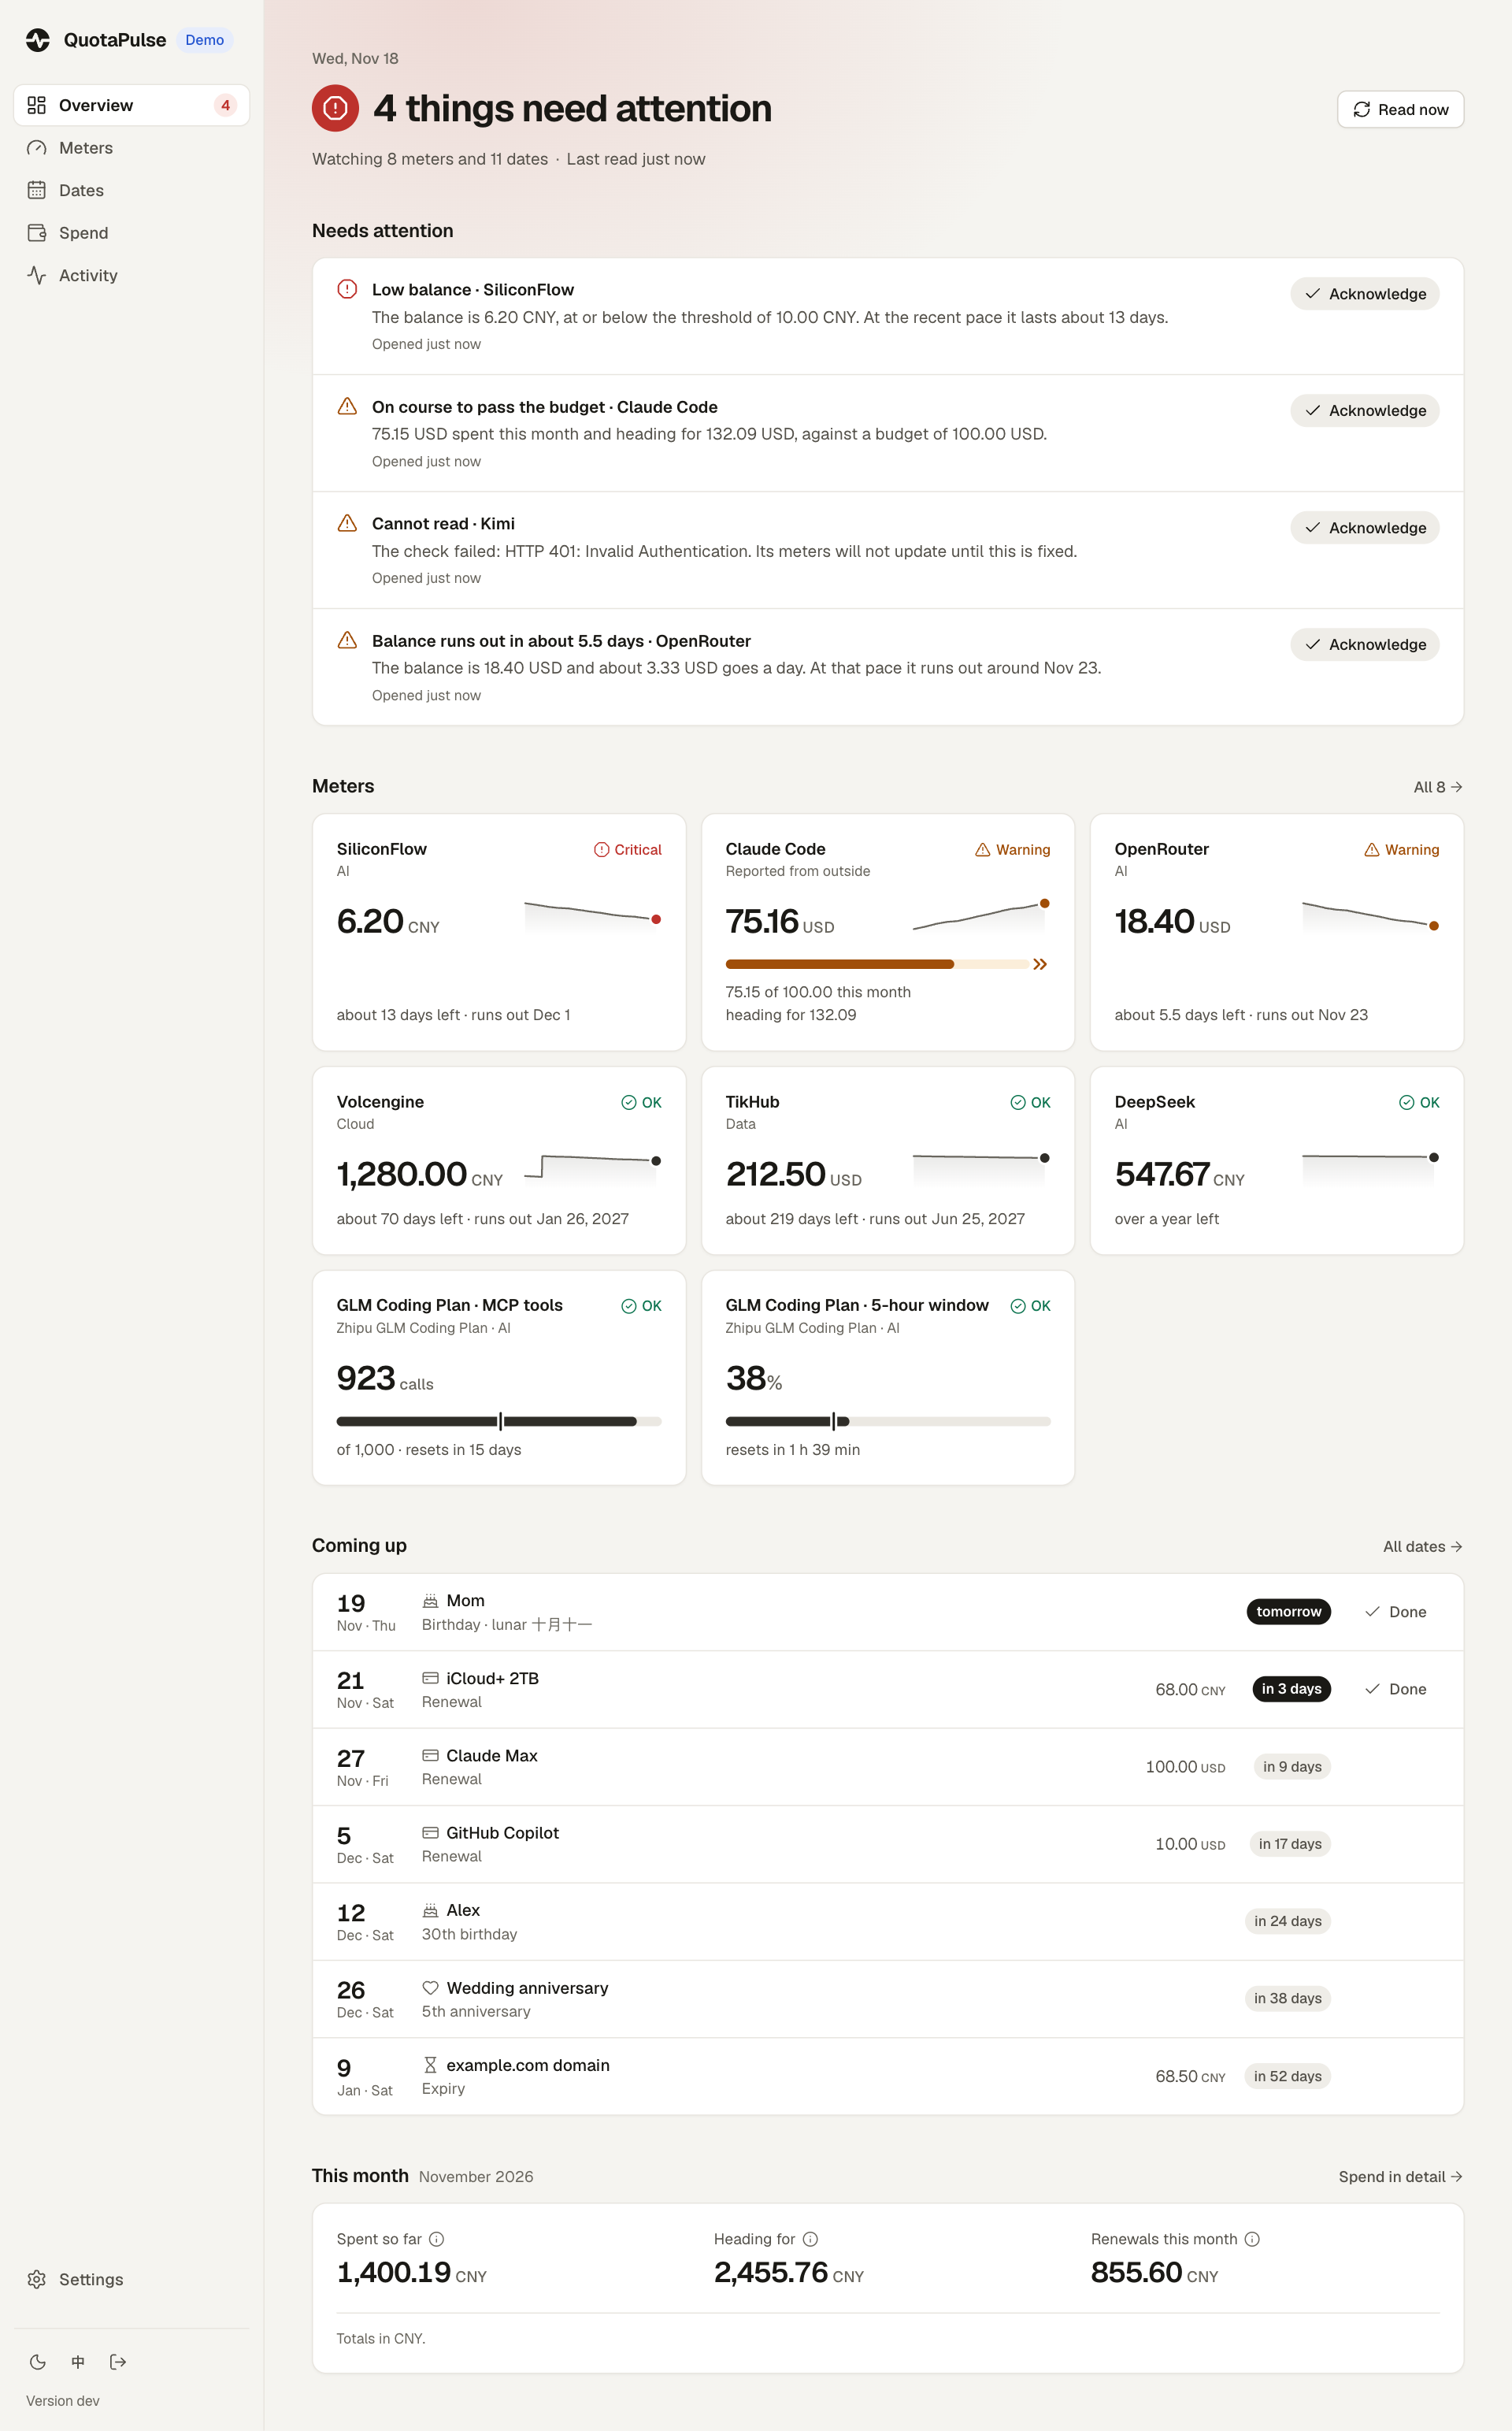 QuotaPulse Demo
Overview 4
Meters
Dates
Spend
Activity
Settings
中
Version dev
Wed, Nov 18
4 things need attention
Read now
Watching 8 meters and 11 dates · Last read just now
Needs attention
Low balance · SiliconFlow
Acknowledge
The balance is 6.20 CNY, at or below the threshold of 10.00 CNY. At the recent pace it lasts about 13 days.
Opened just now
On course to pass the budget · Claude Code
Acknowledge
75.15 USD spent this month and heading for 132.09 USD, against a budget of 100.00 USD.
Opened just now
Cannot read · Kimi
Acknowledge
The check failed: HTTP 401: Invalid Authentication. Its meters will not update until this is fixed.
Opened just now
Balance runs out in about 5.5 days · OpenRouter
Acknowledge
The balance is 18.40 USD and about 3.33 USD goes a day. At that pace it runs out around Nov 23.
Opened just now
Meters
All 8 →
SiliconFlow
Critical
AI
6.20 CNY
about 13 days left · runs out Dec 1
Claude Code
Warning
Reported from outside
75.16 USD
75.15 of 100.00 this month
heading for 132.09
OpenRouter
Warning
AI
18.40 USD
about 5.5 days left · runs out Nov 23
Volcengine
OK
Cloud
1,280.00 CNY
about 70 days left · runs out Jan 26, 2027
TikHub
OK
Data
212.50 USD
about 219 days left · runs out Jun 25, 2027
DeepSeek
OK
AI
547.67 CNY
over a year left
GLM Coding Plan · MCP tools
OK
Zhipu GLM Coding Plan · AI
923 calls
of 1,000 · resets in 15 days
GLM Coding Plan · 5-hour window
OK
Zhipu GLM Coding Plan · AI
38%
resets in 1 h 39 min
Coming up
All dates →
19
Nov · Thu
Mom
Birthday · lunar 十月十一
tomorrow
Done
21
Nov · Sat
iCloud+ 2TB
Renewal
68.00 CNY
in 3 days
Done
27
Nov · Fri
Claude Max
Renewal
100.00 USD
in 9 days
5
Dec · Sat
GitHub Copilot
Renewal
10.00 USD
in 17 days
12
Dec · Sat
Alex
30th birthday
in 24 days
26
Dec · Sat
Wedding anniversary
5th anniversary
in 38 days
9
Jan · Sat
example.com domain
Expiry
68.50 CNY
in 52 days
This month November 2026
Spend in detail →
Spent so far
1,400.19 CNY
Heading for
2,455.76 CNY
Renewals this month
855.60 CNY
Totals in CNY.